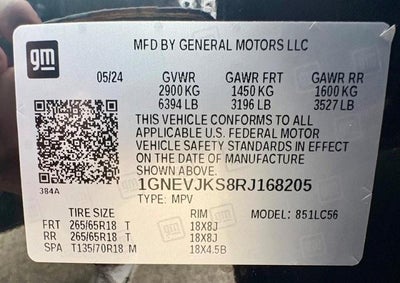 gm
MFD BY GENERAL MOTORS LLC
05/24 GVWR GAWR FRT GAWR RR
2900 KG 1450 KG 1600 KG
6394 LB 3196 LB 3527 LB
THIS VEHICLE CONFORMS TO ALL
APPLICABLE U.S. FEDERAL MOTOR
VEHICLE SAFETY STANDARDS IN EFFECT
ON THE DATE OF MANUFACTURE
SHOWN ABOVE.
384A
1GNEVJKS8RJ168205
TYPE: MPV
TIRE SIZE RIM MODEL: 851LC56
FRT 265/65R18 T 18X8J
RR 265/65R18 T 18X8J
SPA T135/70R18 M 18X4.5B